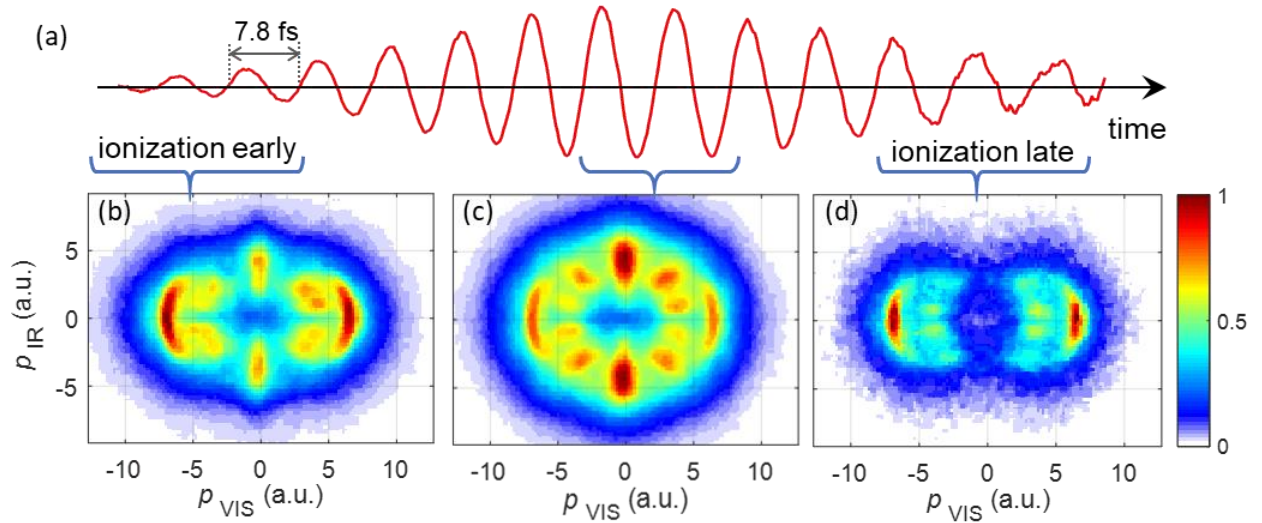 (a)
7.8 fs
time
ionization early
ionization late
(b)
(c)
(d)
5
0
-5
p IR (a.u.)
-10 -5 0 5 10
-10 -5 0 5 10
-10 -5 0 5 10
p VIS (a.u.)
p VIS (a.u.)
p VIS (a.u.)
1
0.5
0